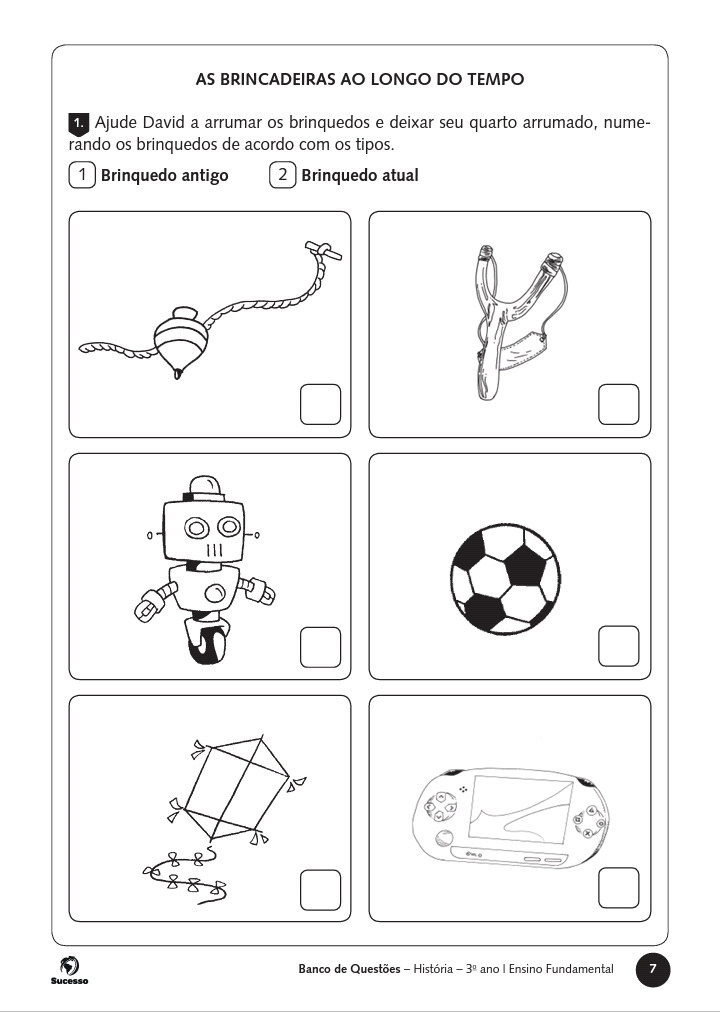 AS BRINCADEIRAS AO LONGO DO TEMPO
1. Ajude David a arrumar os brinquedos e deixar seu quarto arrumado, nume-
rando os brinquedos de acordo com os tipos.
1 Brinquedo antigo 2 Brinquedo atual
Sucesso
Banco de Questões – História – 3º ano | Ensino Fundamental 7